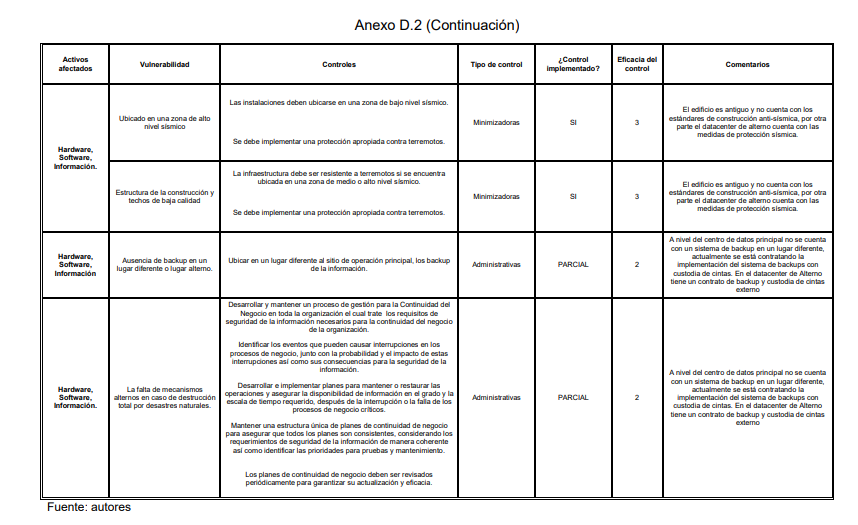 Anexo D.2 (Continuación)
Activos
afectados
Vulnerabilidad
Controles
Tipo de control
¿Control
implementado?
Eficacia del
control
Comentarios
Hardware,
Software,
Información.
Ubicado en una zona de alto
nivel sísmico
Las instalaciones deben ubicarse en una zona de bajo nivel sísmico.
Se debe implementar una protección apropiada contra terremotos.
Minimizadoras
SI
3
El edificio es antiguo y no cuenta con los
estándares de construcción anti-sísmica, por otra
parte el datacenter de alterno cuenta con las
medidas de protección sísmica.
Estructura de la construcción y
techos de baja calidad
La infraestructura debe ser resistente a terremotos si se encuentra
ubicada en una zona de medio o alto nivel sísmico.
Se debe implementar una protección apropiada contra terremotos.
Minimizadoras
SI
3
El edificio es antiguo y no cuenta con los
estándares de construcción anti-sísmica, por otra
parte el datacenter de alterno cuenta con las
medidas de protección sísmica.
Hardware,
Software,
Información
Ausencia de backup en un
lugar diferente o lugar alterno.
Ubicar en un lugar diferente al sitio de operación principal, los backup
de la información.
Administrativas
PARCIAL
2
A nivel del centro de datos principal no se cuenta
con un sistema de backup en un lugar diferente,
actualmente se está contratando la
implementación del sistema de backups con
custodia de cintas. En el datacenter de Alterno
tiene un contrato de backup y custodia de cintas
externo
Hardware,
Software,
Información.
La falta de mecanismos
alternos en caso de destrucción
total por desastres naturales.
Desarrollar y mantener un proceso de gestión para la Continuidad del
Negocio en toda la organización el cual trate los requisitos de
seguridad de la información necesarios para la continuidad del negocio
de la organización.
Identificar los eventos que pueden causar interrupciones en los
procesos de negocio, junto con la probabilidad y el impacto de estas
interrupciones así como sus consecuencias para la seguridad de la
información.
Desarrollar e implementar planes para mantener o restaurar las
operaciones y asegurar la disponibilidad de información en el grado y la
escala de tiempo requerido, después de la interrupción o la falla de los
procesos de negocio críticos.
Mantener una estructura única de planes de continuidad de negocio
para asegurar que todos los planes son consistentes, considerando los
requerimientos de seguridad de la información de manera coherente
así como identificar las prioridades para pruebas y mantenimiento.
Los planes de continuidad de negocio deben ser revisados
periódicamente para garantizar su actualización y eficacia.
Administrativas
PARCIAL
2
A nivel del centro de datos principal no se cuenta
con un sistema de backup en un lugar diferente,
actualmente se está contratando la
implementación del sistema de backups con
custodia de cintas. En el datacenter de Alterno
tiene un contrato de backup y custodia de cintas
externo
Fuente: autores